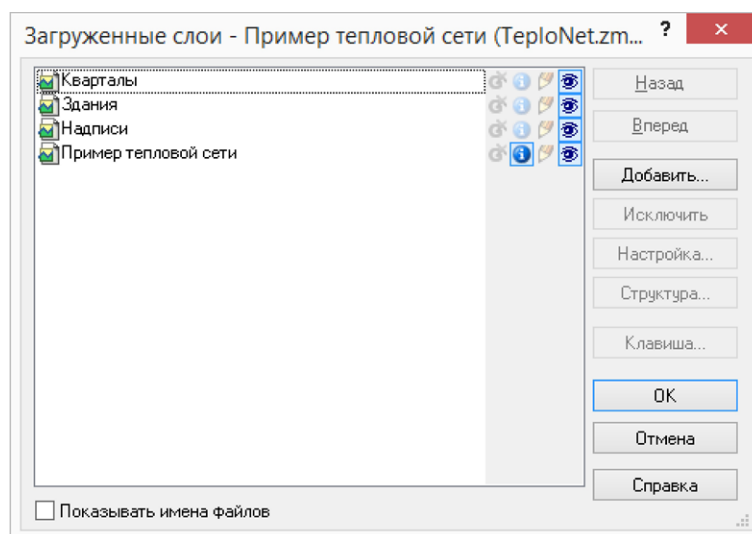 Загруженные слои - Пример тепловой сети (TeploNet.zm...
?
Кварталы
Здания
Надписи
Пример тепловой сети
Назад
Вперед
Добавить...
Исключить
Настройка...
Структура...
Клавиша...
ОК
Отмена
Справка
Показывать имена файлов